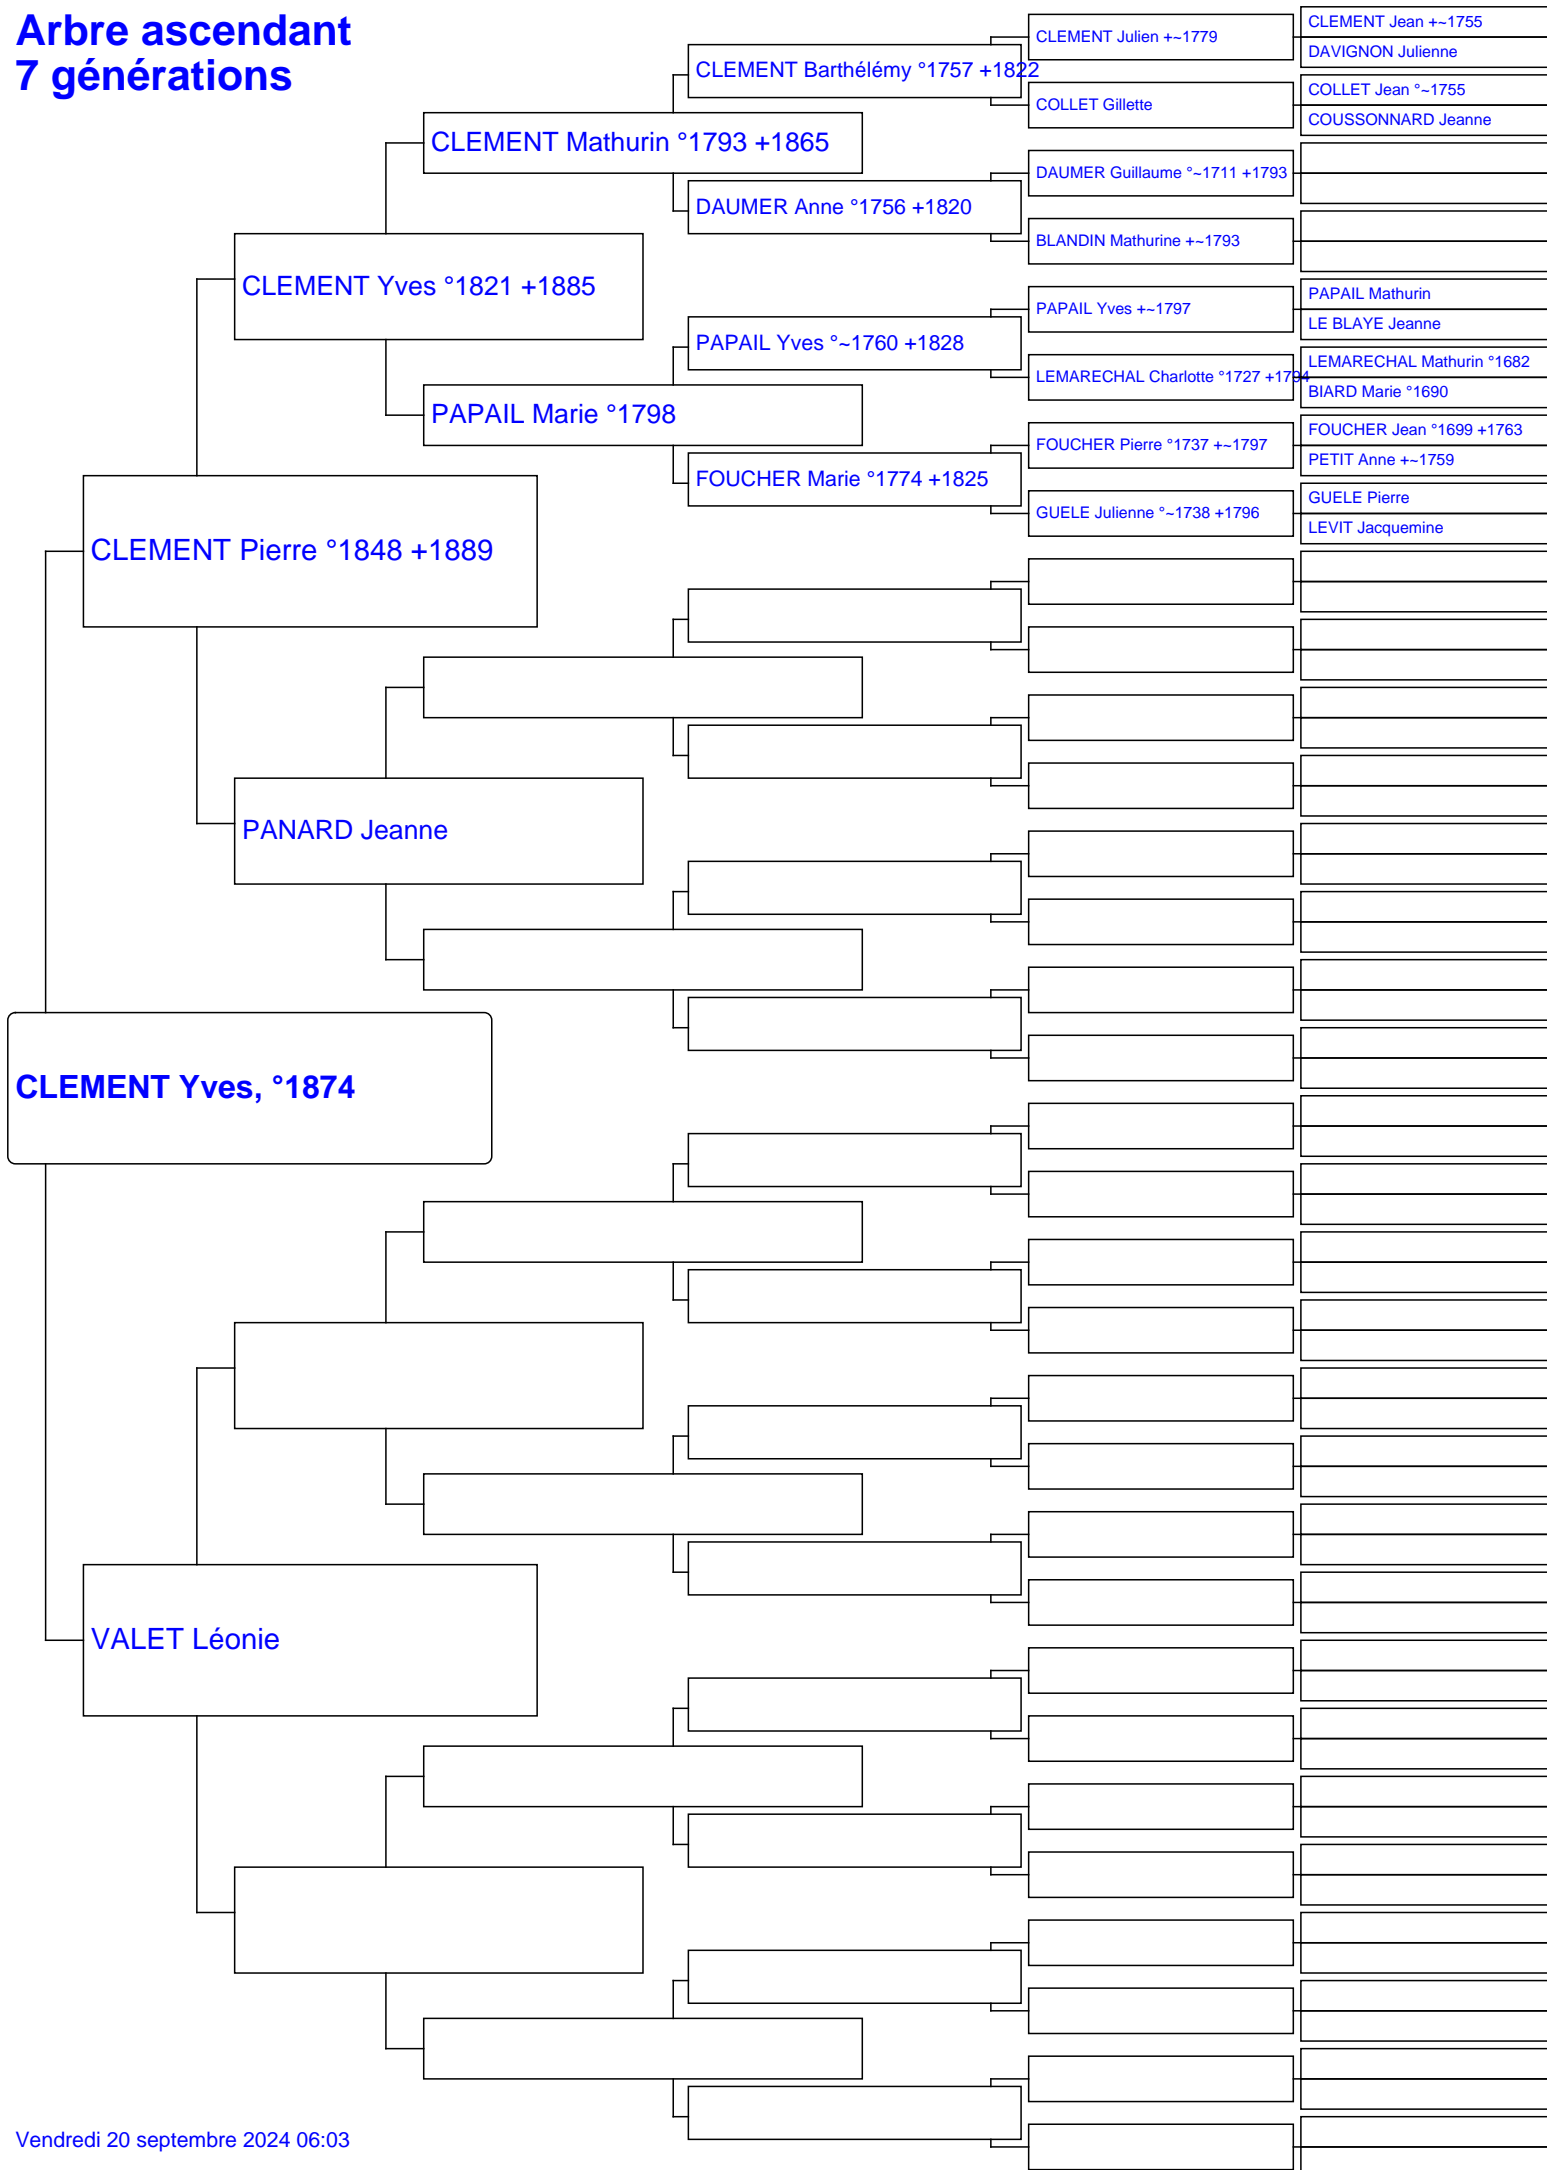 Arbre ascendant
7 générations
CLEMENT Yves, °1874
CLEMENT Pierre °1848 +1889
VALET Léonie
CLEMENT Yves °1821 +1885
PANARD Jeanne
CLEMENT Mathurin °1793 +1865
PAPAIL Marie °1798
CLEMENT Barthélémy °1757 +1822
DAUMER Anne °1756 +1820
PAPAIL Yves °~1760 +1828
FOUCHER Marie °1774 +1825
CLEMENT Julien +~1779
COLLET Gillette
DAUMER Guillaume °~1711 +1793
BLANDIN Mathurine +~1793
PAPAIL Yves +~1797
LEMARECHAL Charlotte °1727 +1794
FOUCHER Pierre °1737 +~1797
GUELE Julienne °~1738 +1796
CLEMENT Jean +~1755
DAVIGNON Julienne
COLLET Jean °~1755
COUSSONNARD Jeanne
PAPAIL Mathurin
LE BLAYE Jeanne
LEMARECHAL Mathurin °1682
BIARD Marie °1690
FOUCHER Jean °1699 +1763
PETIT Anne +~1759
GUELE Pierre
LEVIT Jacquemine
Vendredi 20 septembre 2024 06:03